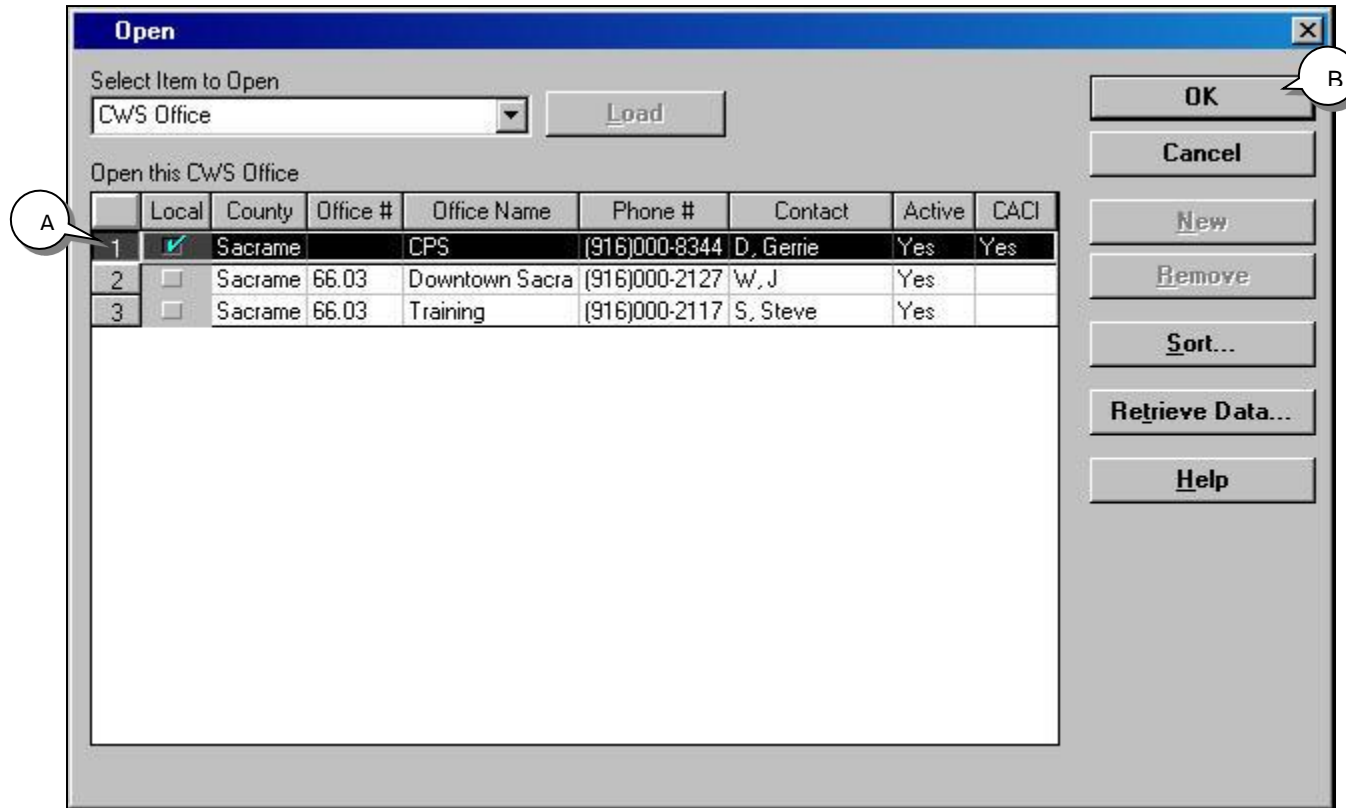 Open
Select Item to Open
CWS Office
Load
OK
B
Cancel
Open this CWS Office
Local County Office # Office Name Phone # Contact Active CACI
New
A
1 Sacrame CPS (916)000-8344 D, Gerrie Yes Yes
2 Sacrame 66.03 Downtown Sacra (916)000-2127 W, J Yes
Remove
3 Sacrame 66.03 Training (916)000-2117 S, Steve Yes
Sort...
Retrieve Data...
Help